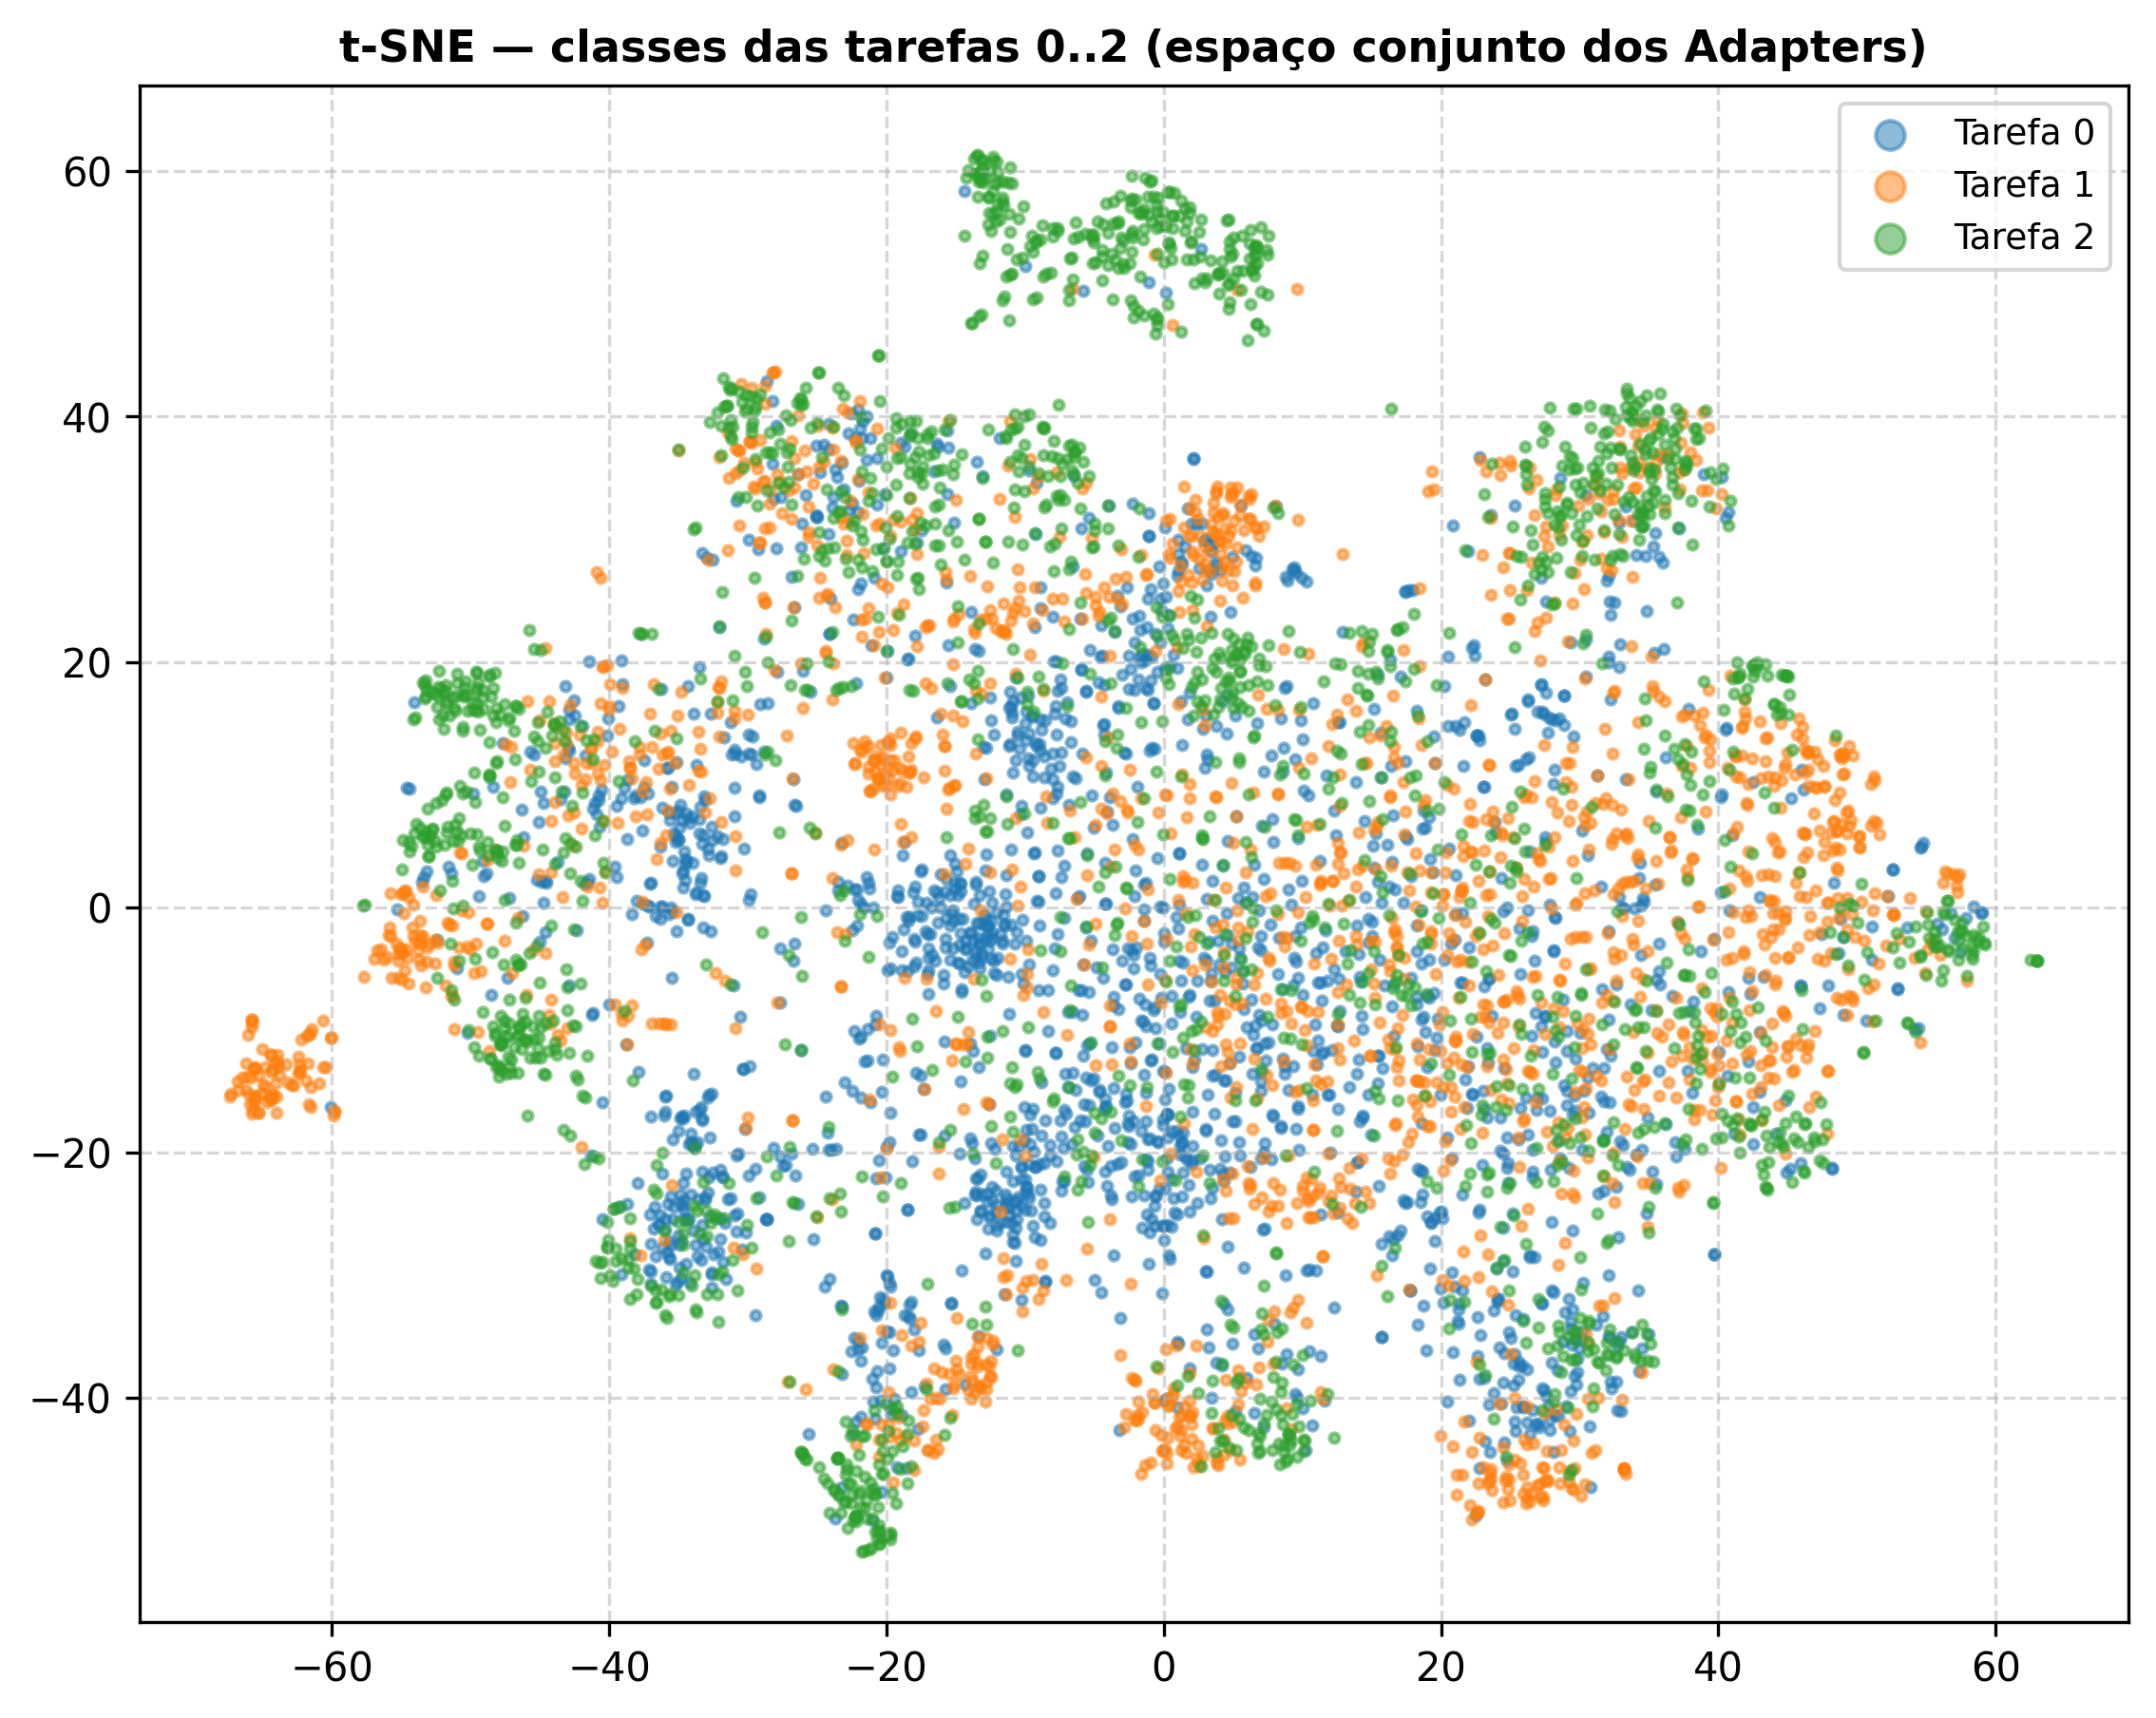 t-SNE — classes das tarefas 0..2 (espaço conjunto dos Adapters)
Tarefa 0
Tarefa 1
Tarefa 2
60
40
20
0
−20
−40
−60 −40 −20 0 20 40 60